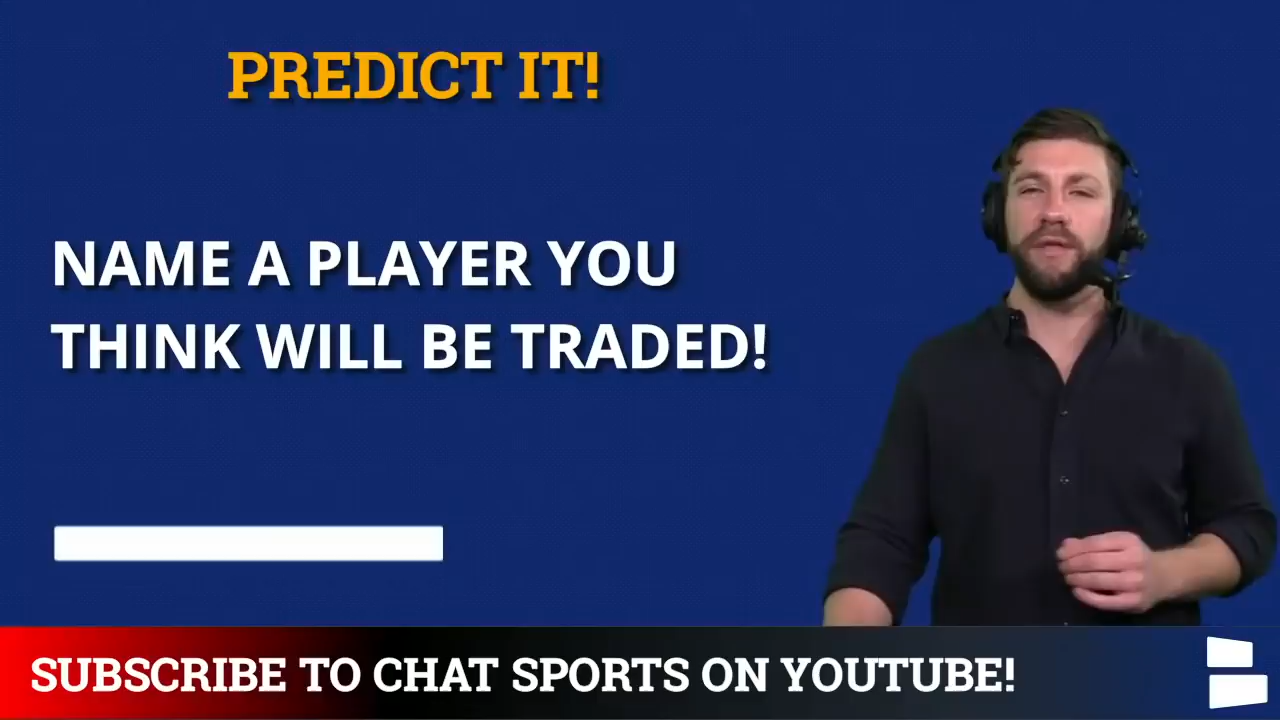 PREDICT IT!
NAME A PLAYER YOU
THINK WILL BE TRADED!
SUBSCRIBE TO CHAT SPORTS ON YOUTUBE!